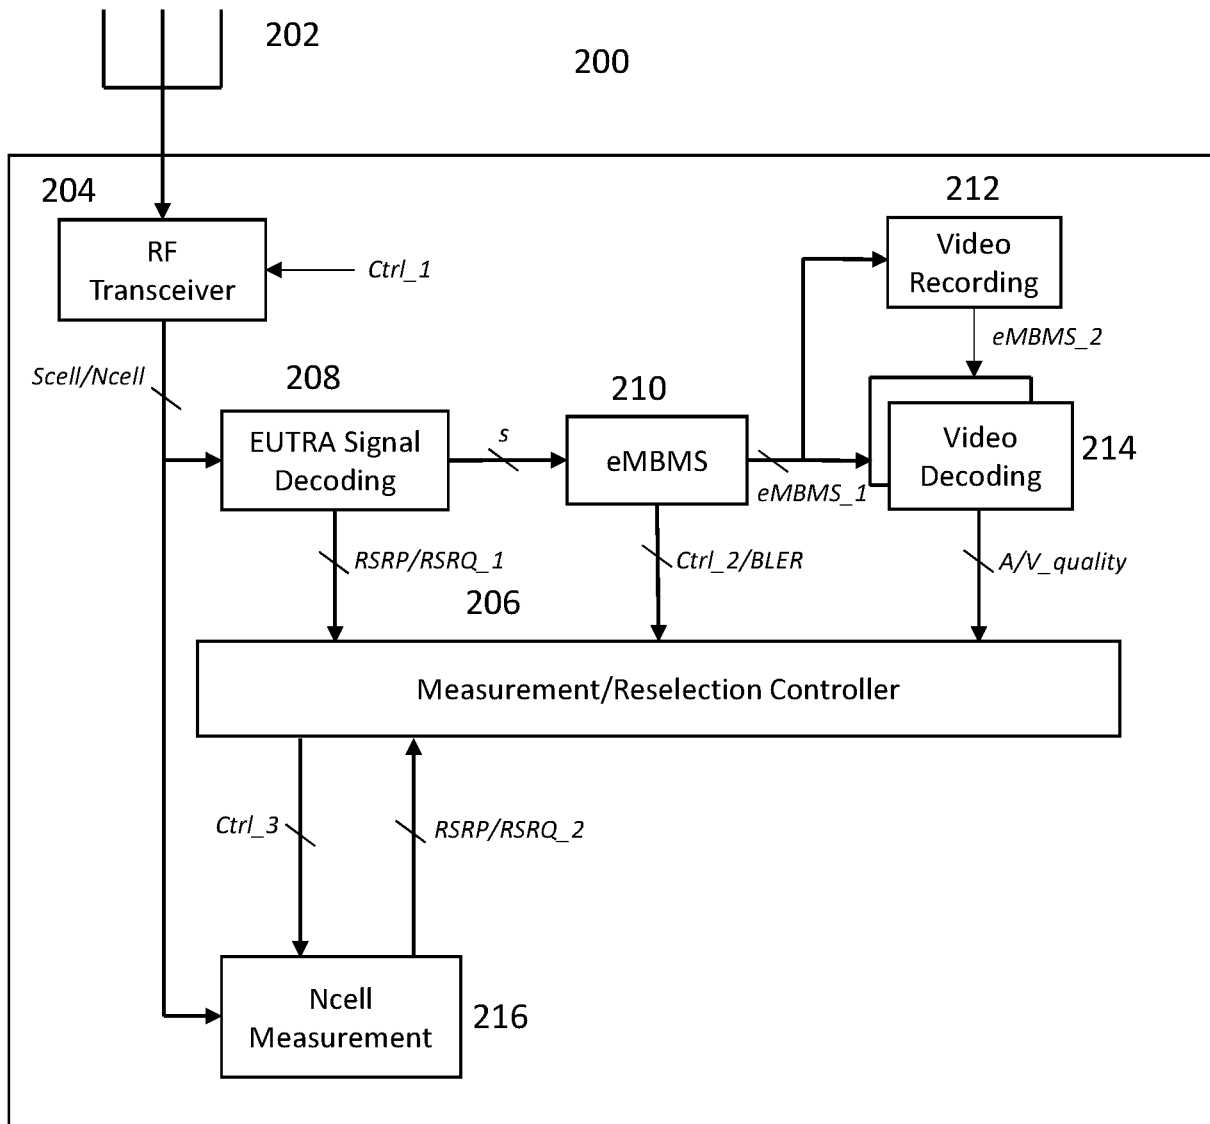 202
200
204
RF
Transceiver
Ctrl_1
212
Video
Recording
eMBMS_2
Scell/Ncell
208
EUTRA Signal
Decoding
s
210
eMBMS
eMBMS_1
Video
Decoding
214
RSRP/RSRQ_1
Ctrl_2/BLER
A/V_quality
206
Measurement/Reselection Controller
Ctrl_3
RSRP/RSRQ_2
Ncell
Measurement
216